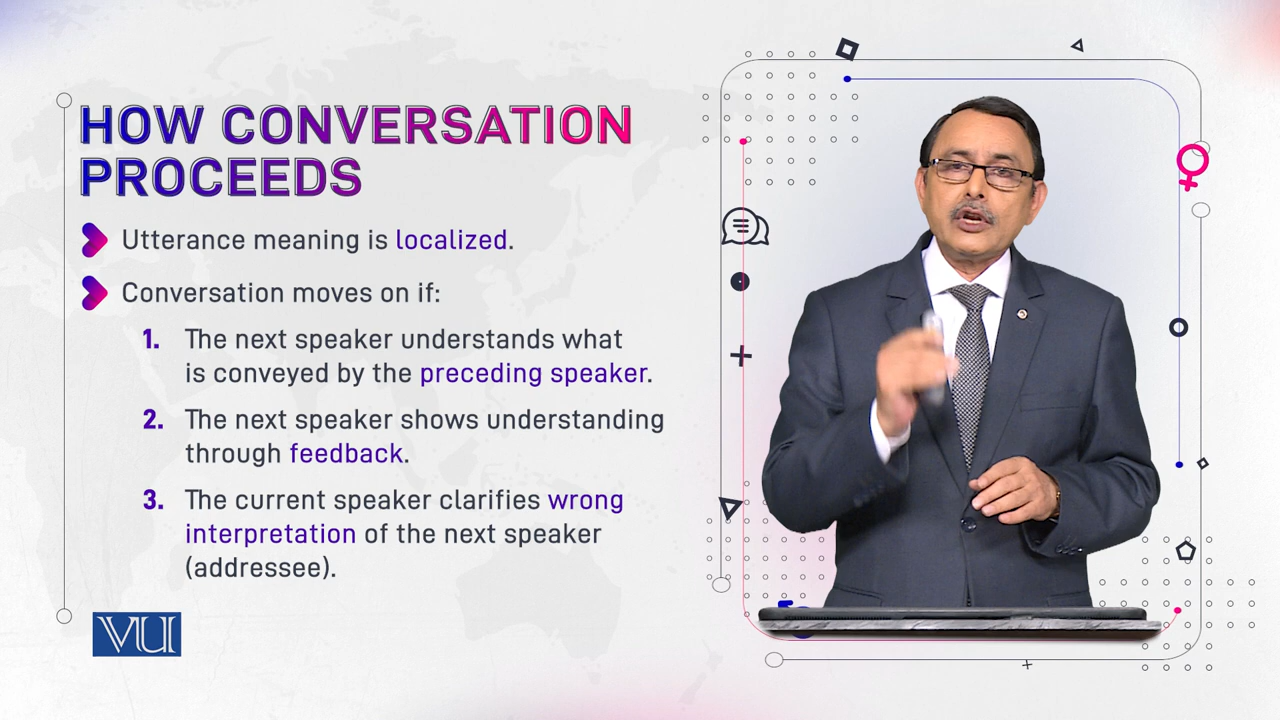 HOW CONVERSATION
PROCEEDS
Utterance meaning is localized.
Conversation moves on if:
1. The next speaker understands what
is conveyed by the preceding speaker.
2. The next speaker shows understanding
through feedback.
3. The current speaker clarifies wrong
interpretation of the next speaker
(addressee).
VU